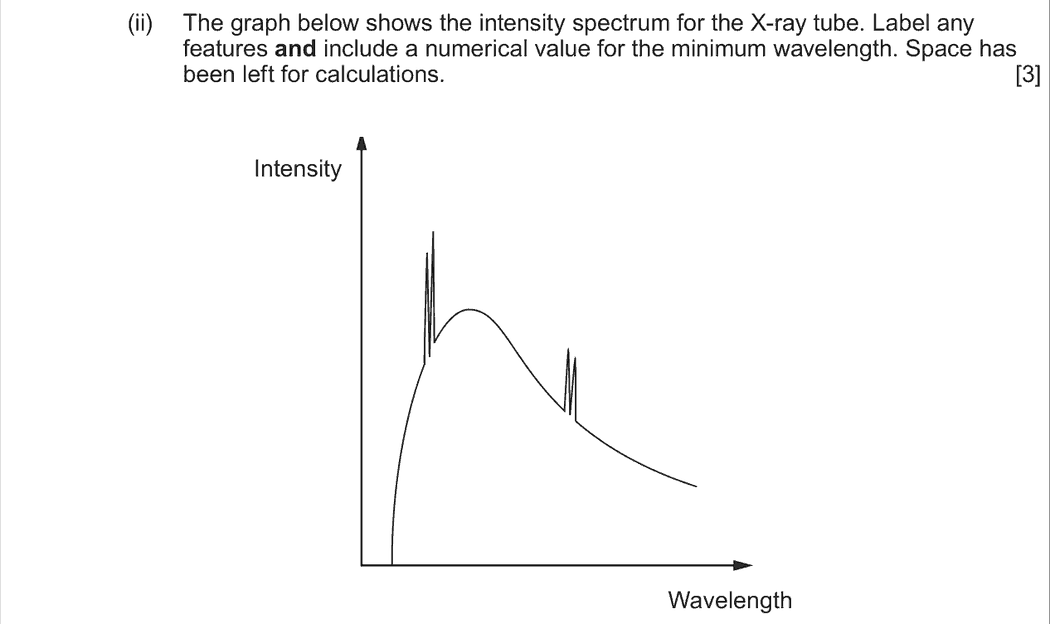 (ii) The graph below shows the intensity spectrum for the X-ray tube. Label any
features and include a numerical value for the minimum wavelength. Space has
been left for calculations. [3]
Intensity
Wavelength